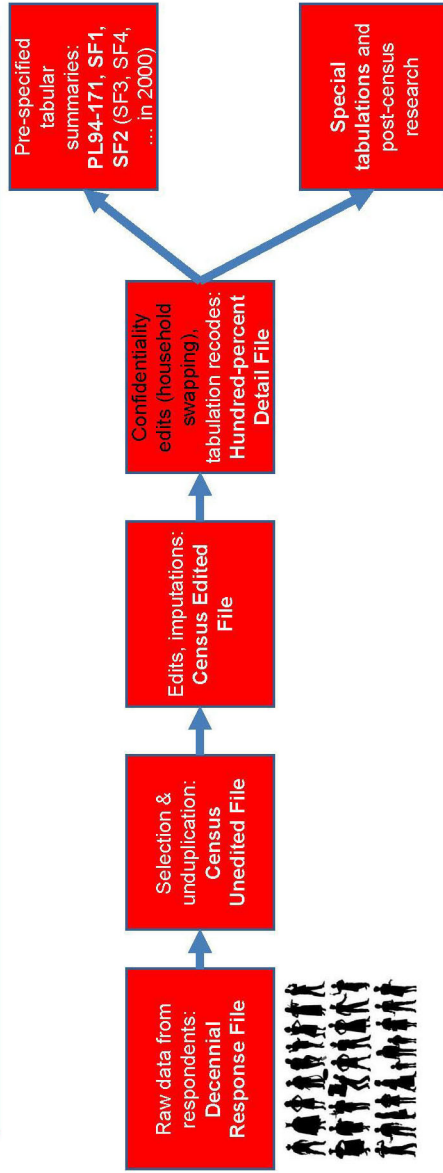 Raw data from
respondents:
Decennial
Response File
Selection &
unduplication:
Census
Unedited File
Edits, imputations:
Census Edited
File
Confidentiality
edits (household
swapping),
tabulation recodes:
Hundred-percent
Detail File
Pre-specified
tabular
summaries:
PL94-171, SF1,
SF2 (SF3, SF4,
... in 2000)
Special
tabulations and
post-census
research